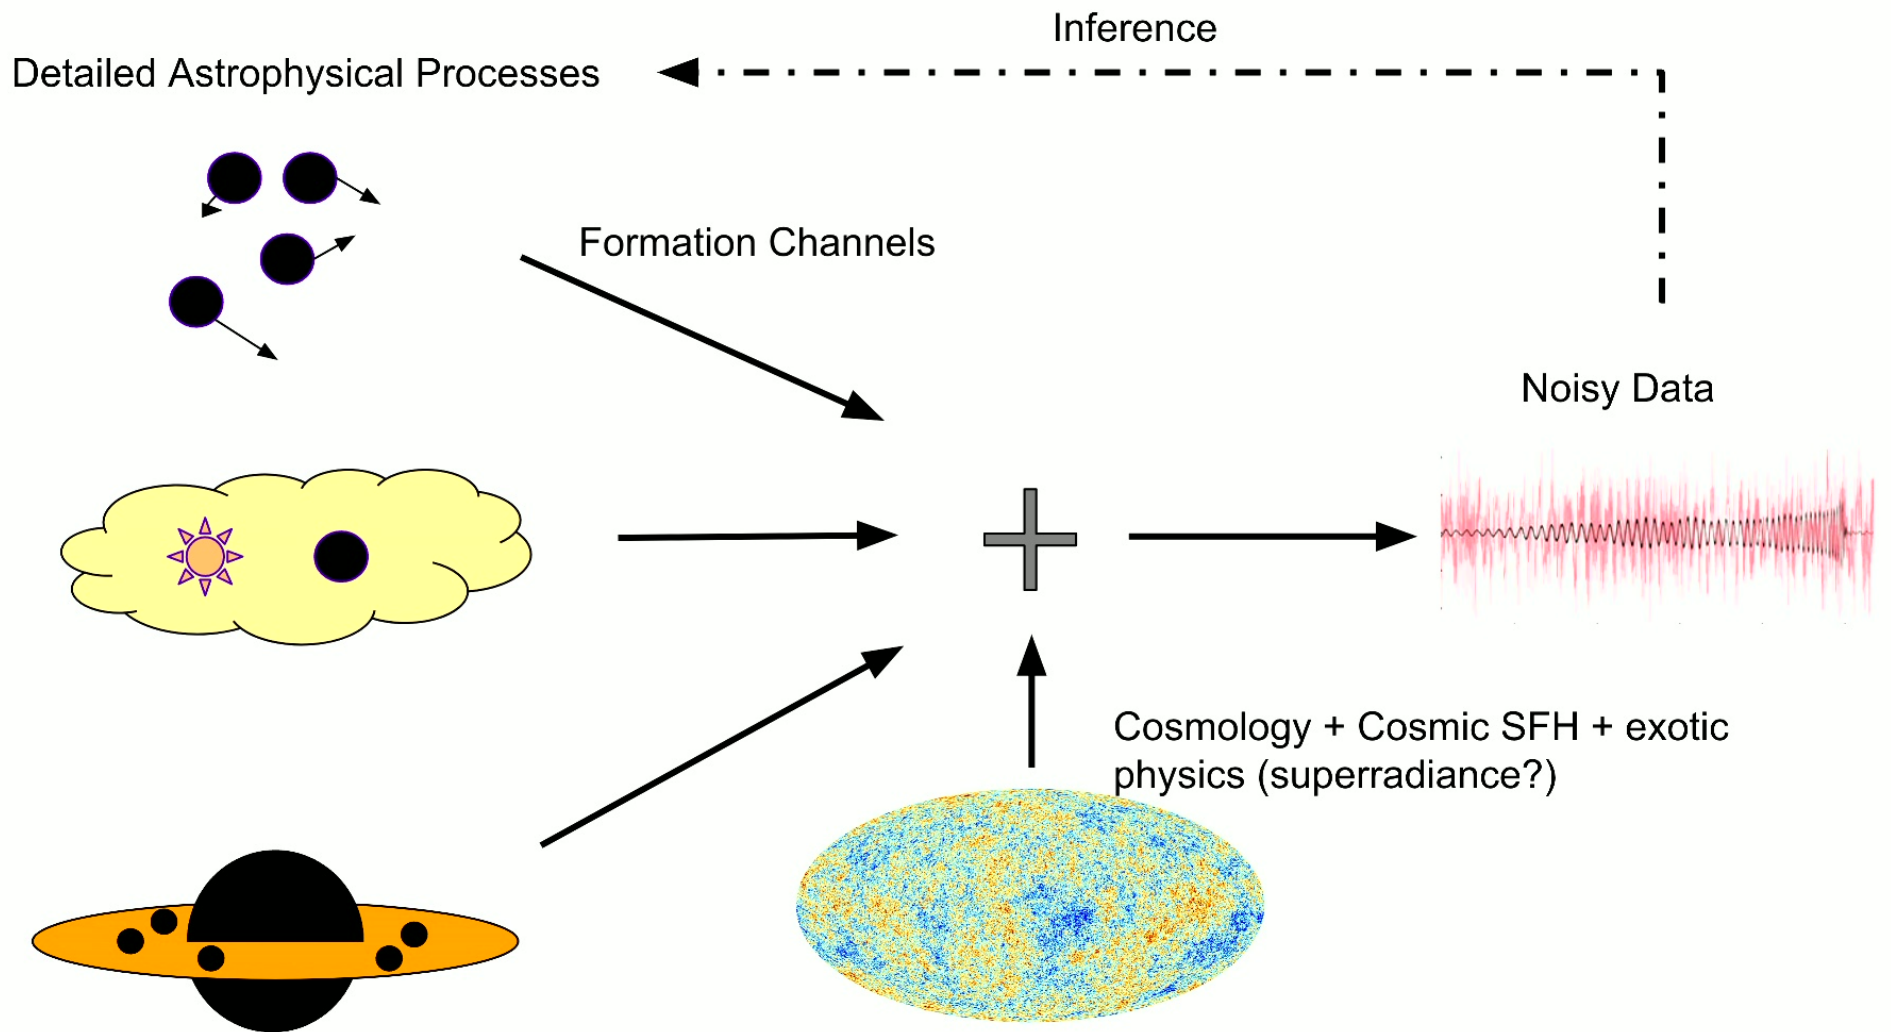 Inference
Detailed Astrophysical Processes
Formation Channels
Noisy Data
Cosmology + Cosmic SFH + exotic
physics (superradiance?)